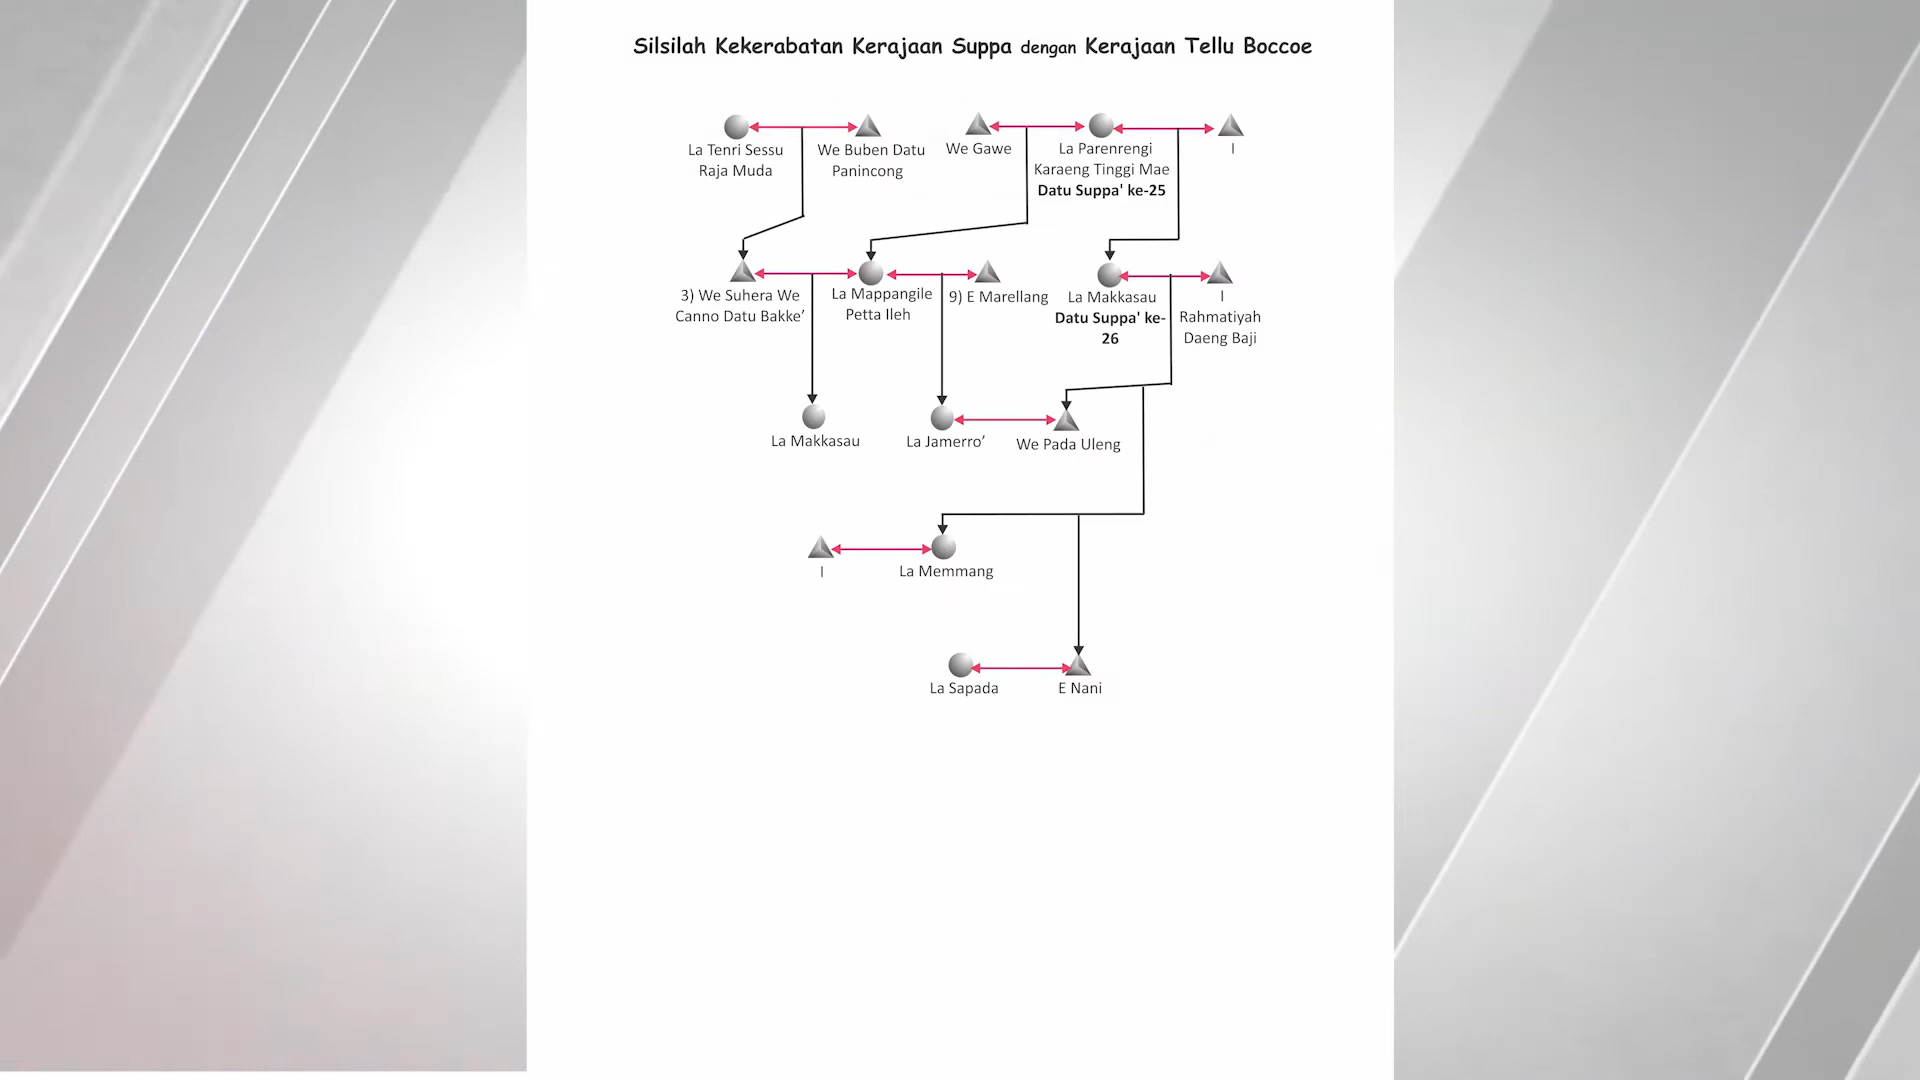 Silsilah Kekerabatan Kerajaan Suppa dengan Kerajaan Tellu Boccoe
La Tenri Sessu
Raja Muda
We Buben Datu
Panincong
We Gawe
La Parenrengi
Karaeng Tinggi Mae
Datu Suppa' ke-25
I
3) We Suhera We
Canno Datu Bakke’
La Mappangile
Petta Ileh
9) E Marellang
La Makkasau
Datu Suppa' ke-
26
I
Rahmatiyah
Daeng Baji
La Makkasau
La Jamerro’
We Pada Uleng
I
La Memmang
La Sapada
E Nani